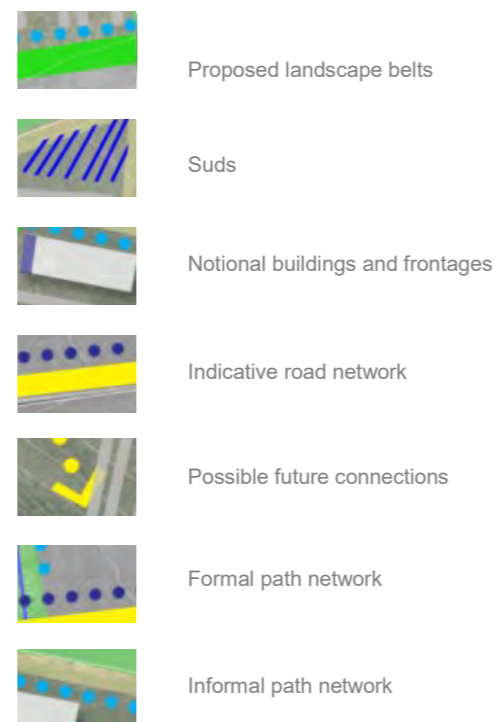 Proposed landscape belts
Suds
Notional buildings and frontages
Indicative road network
Possible future connections
Formal path network
Informal path network